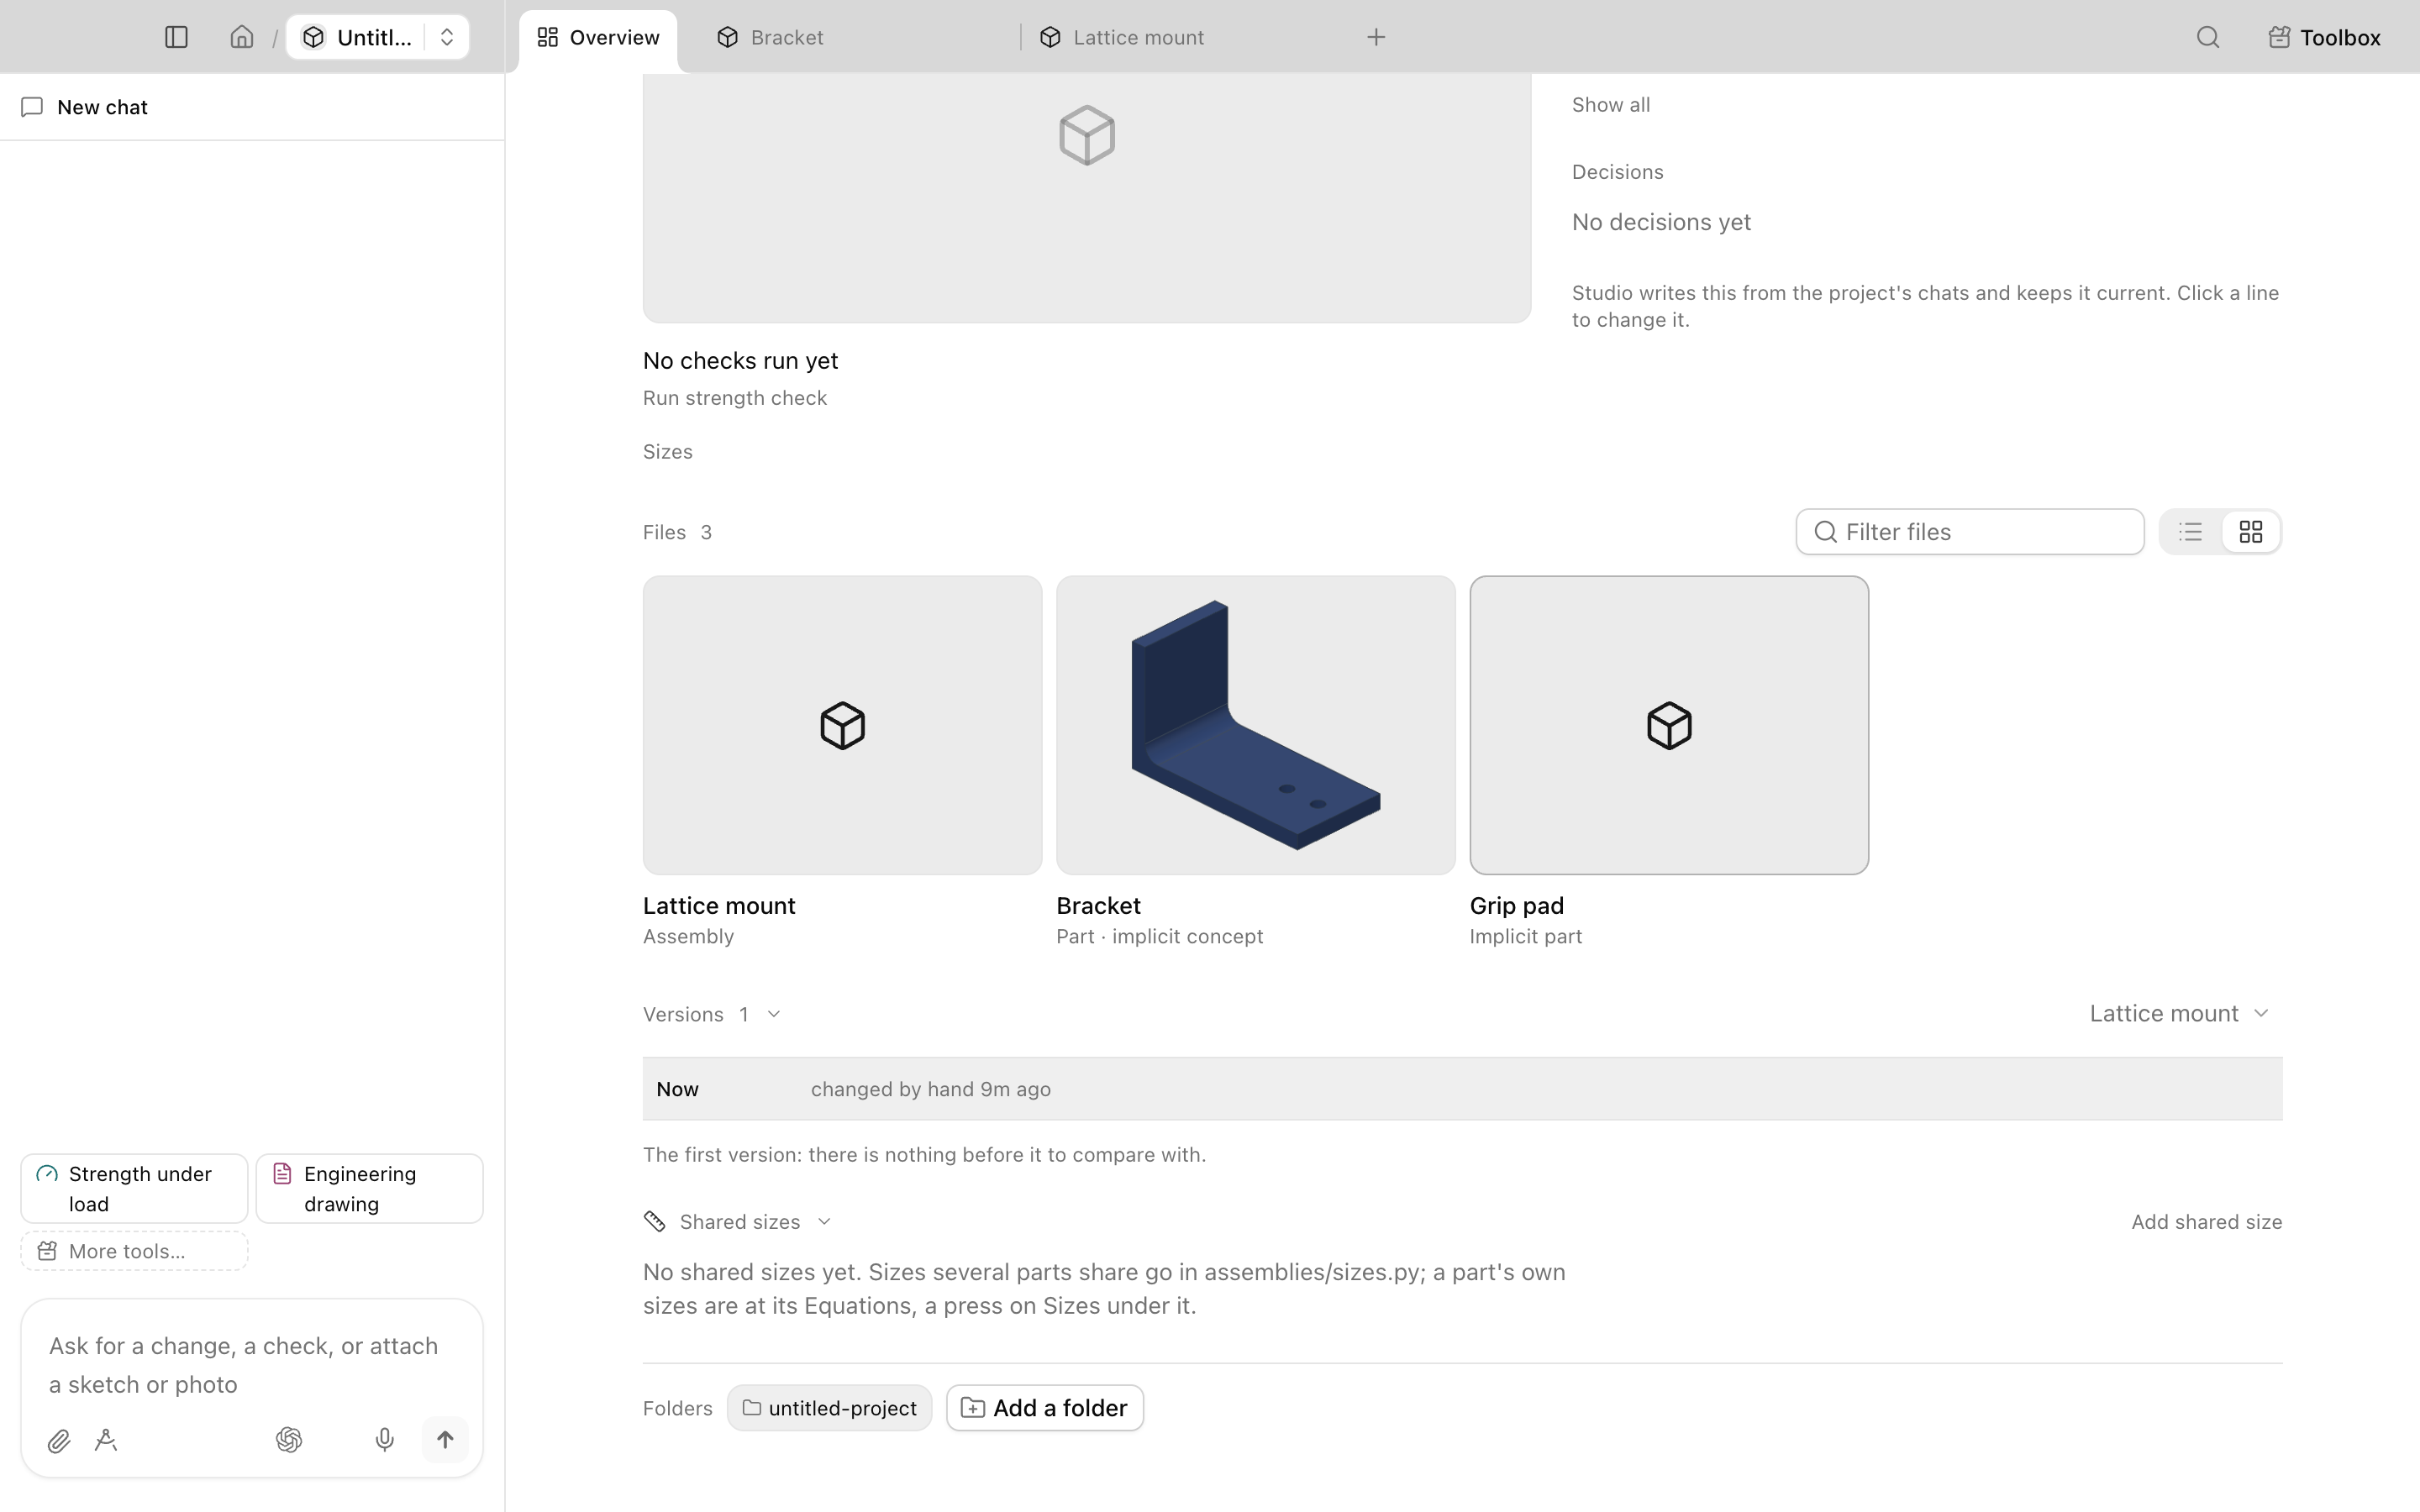 Untitl...
Overview
Bracket
Lattice mount
Toolbox
New chat
Show all
Decisions
No decisions yet
Studio writes this from the project's chats and keeps it current. Click a line
to change it.
No checks run yet
Run strength check
Sizes
Files 3
Filter files
Lattice mount
Assembly
Bracket
Part · implicit concept
Grip pad
Implicit part
Versions 1
Lattice mount
Now
changed by hand 9m ago
The first version: there is nothing before it to compare with.
Shared sizes
Add shared size
No shared sizes yet. Sizes several parts share go in assemblies/sizes.py; a part's own
sizes are at its Equations, a press on Sizes under it.
Folders
untitled-project
Add a folder
Strength under
load
Engineering
drawing
More tools...
Ask for a change, a check, or attach
a sketch or photo